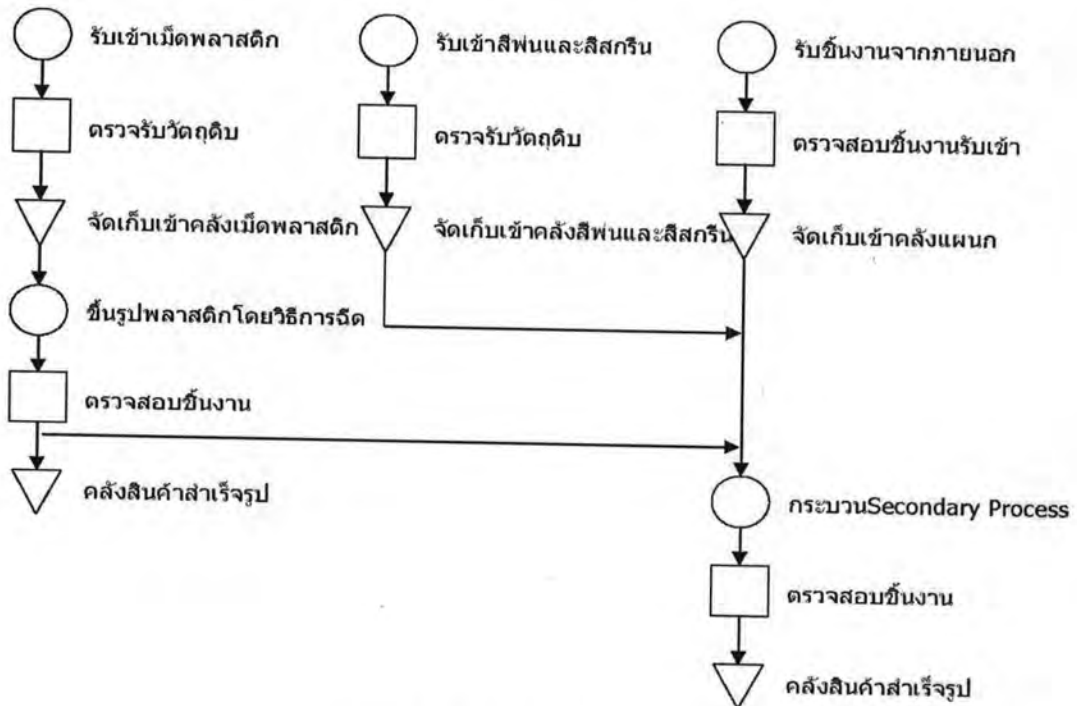 รับเข้าเม็ดพลาสติก
ตรวจรับวัตถุดิบ
จัดเก็บเข้าคลังเม็ดพลาสติก
ขึ้นรูปพลาสติกโดยวิธีการฉีด
ตรวจสอบชิ้นงาน
คลังสินค้าสำเร็จรูป
รับเข้าสีพ่นและสีสกรีน
ตรวจรับวัตถุดิบ
จัดเก็บเข้าคลังสีพ่นและสีสกรีน
รับชิ้นงานจากภายนอก
ตรวจสอบชิ้นงานรับเข้า
จัดเก็บเข้าคลังแผนก
กระบวนSecondary Process
ตรวจสอบชิ้นงาน
คลังสินค้าสำเร็จรูป